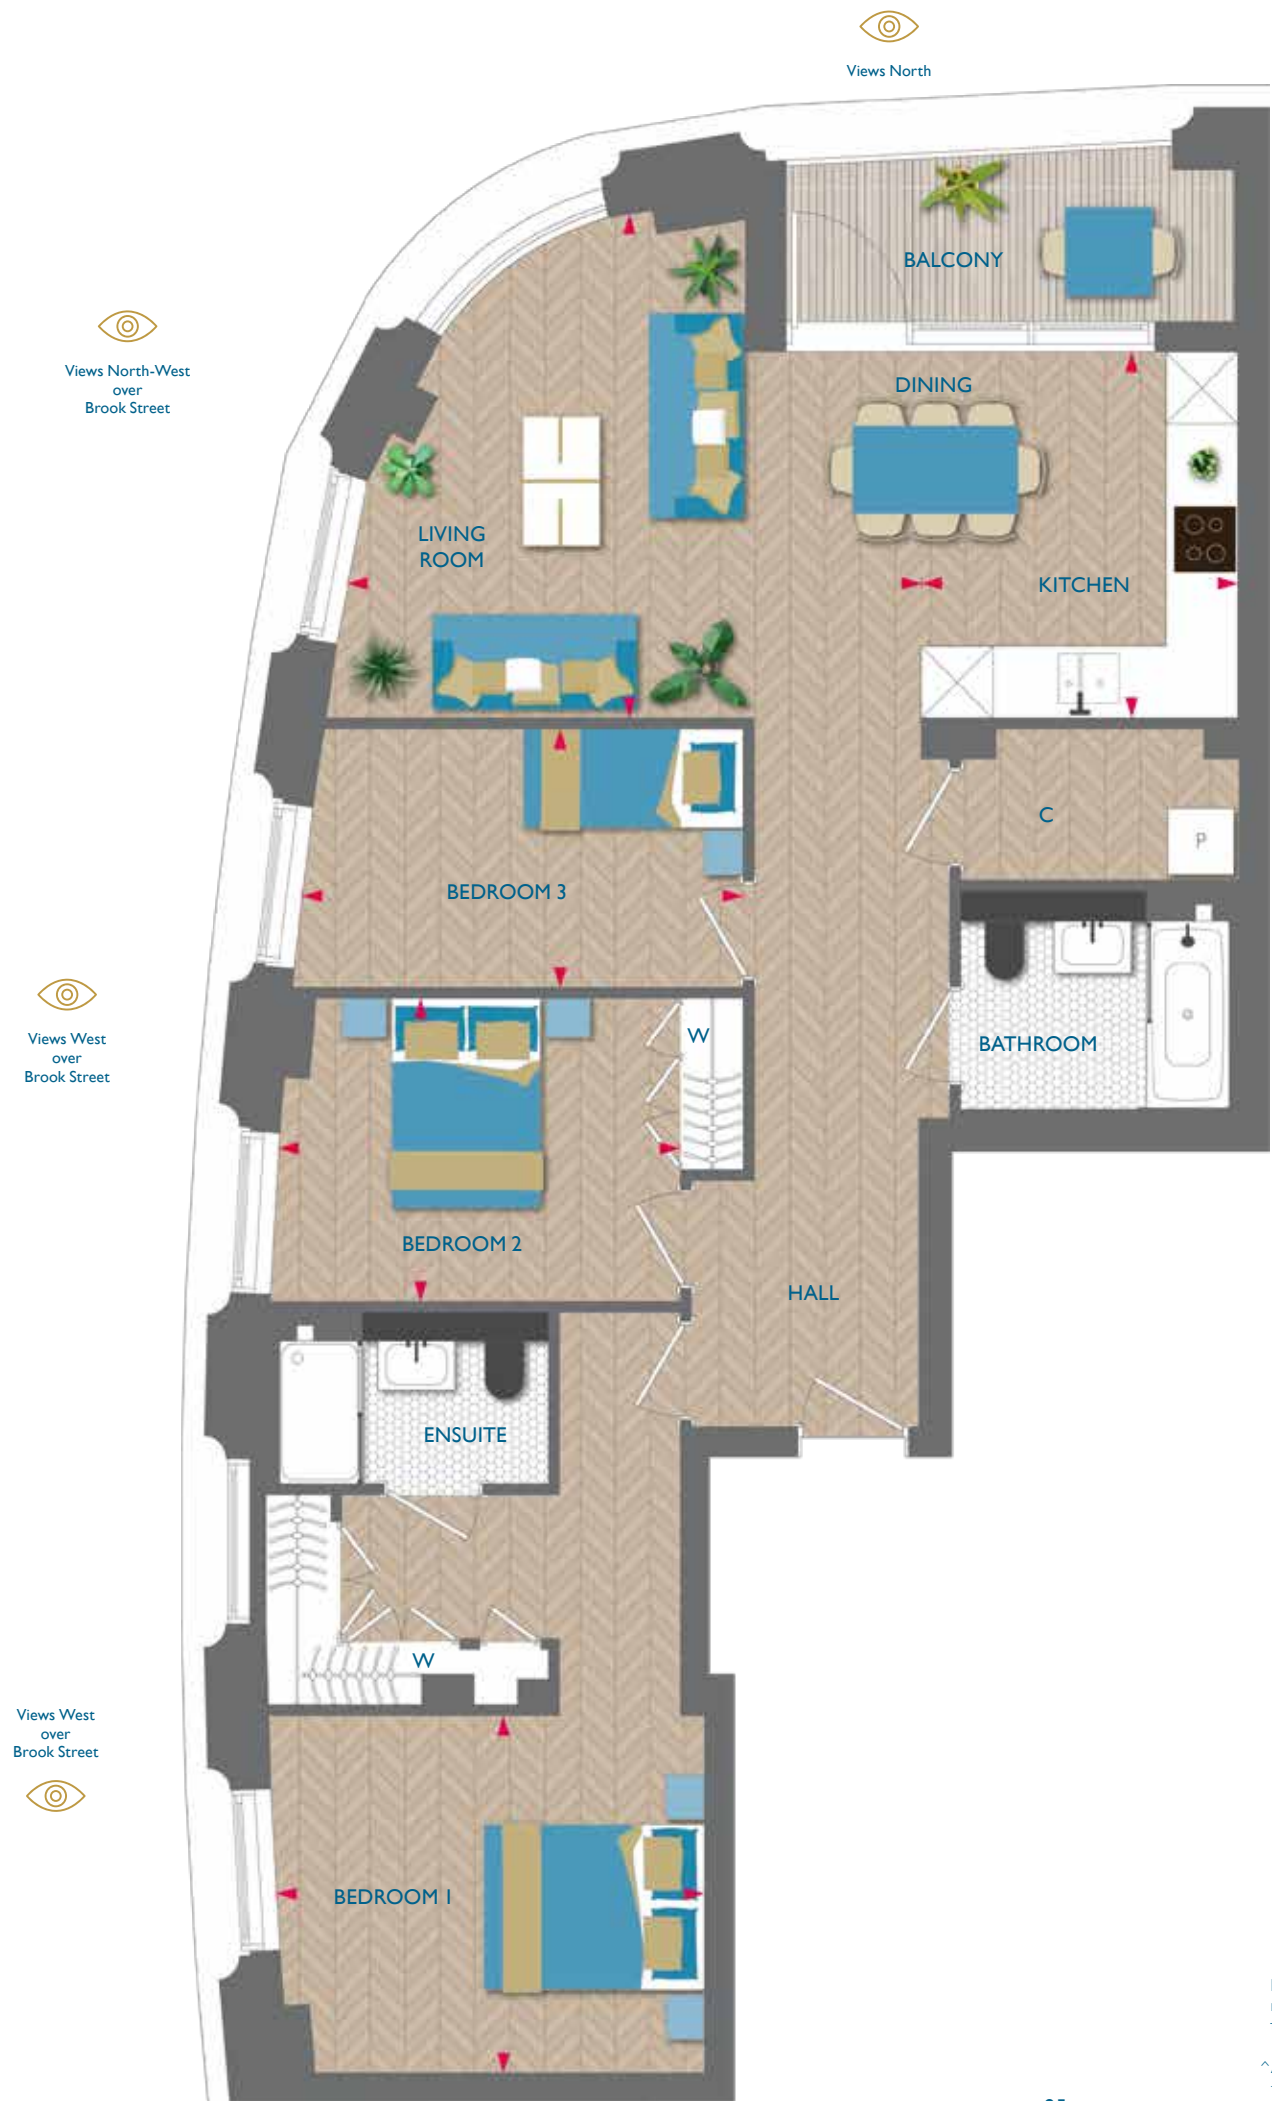 Views North
BALCONY
Views North-West
over
Brook Street
DINING
LIVING
ROOM
KITCHEN
C
P
BEDROOM 3
Views West
over
Brook Street
W
BATHROOM
BEDROOM 2
HALL
ENSUITE
W
Views West
over
Brook Street
BEDROOM 1